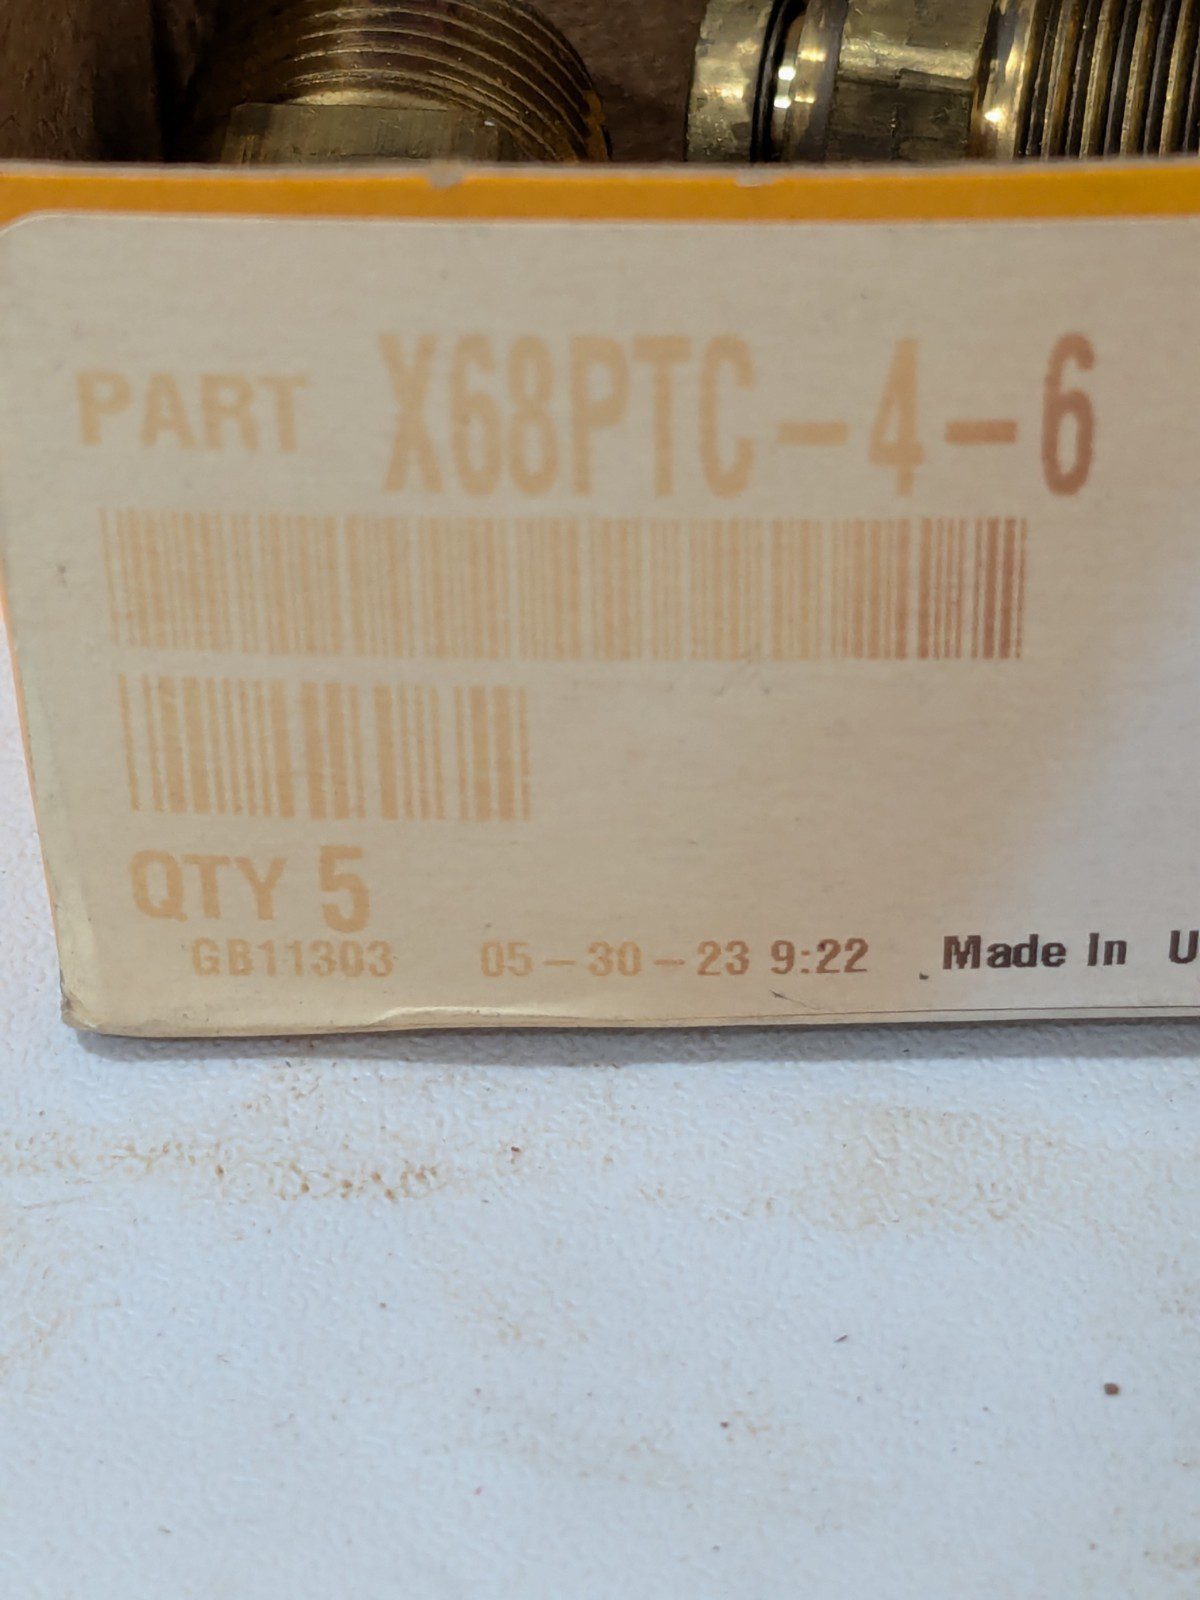 PART X68PTC-4-6
QTY 5
GB11303 05-30-23 9:22 Made In U